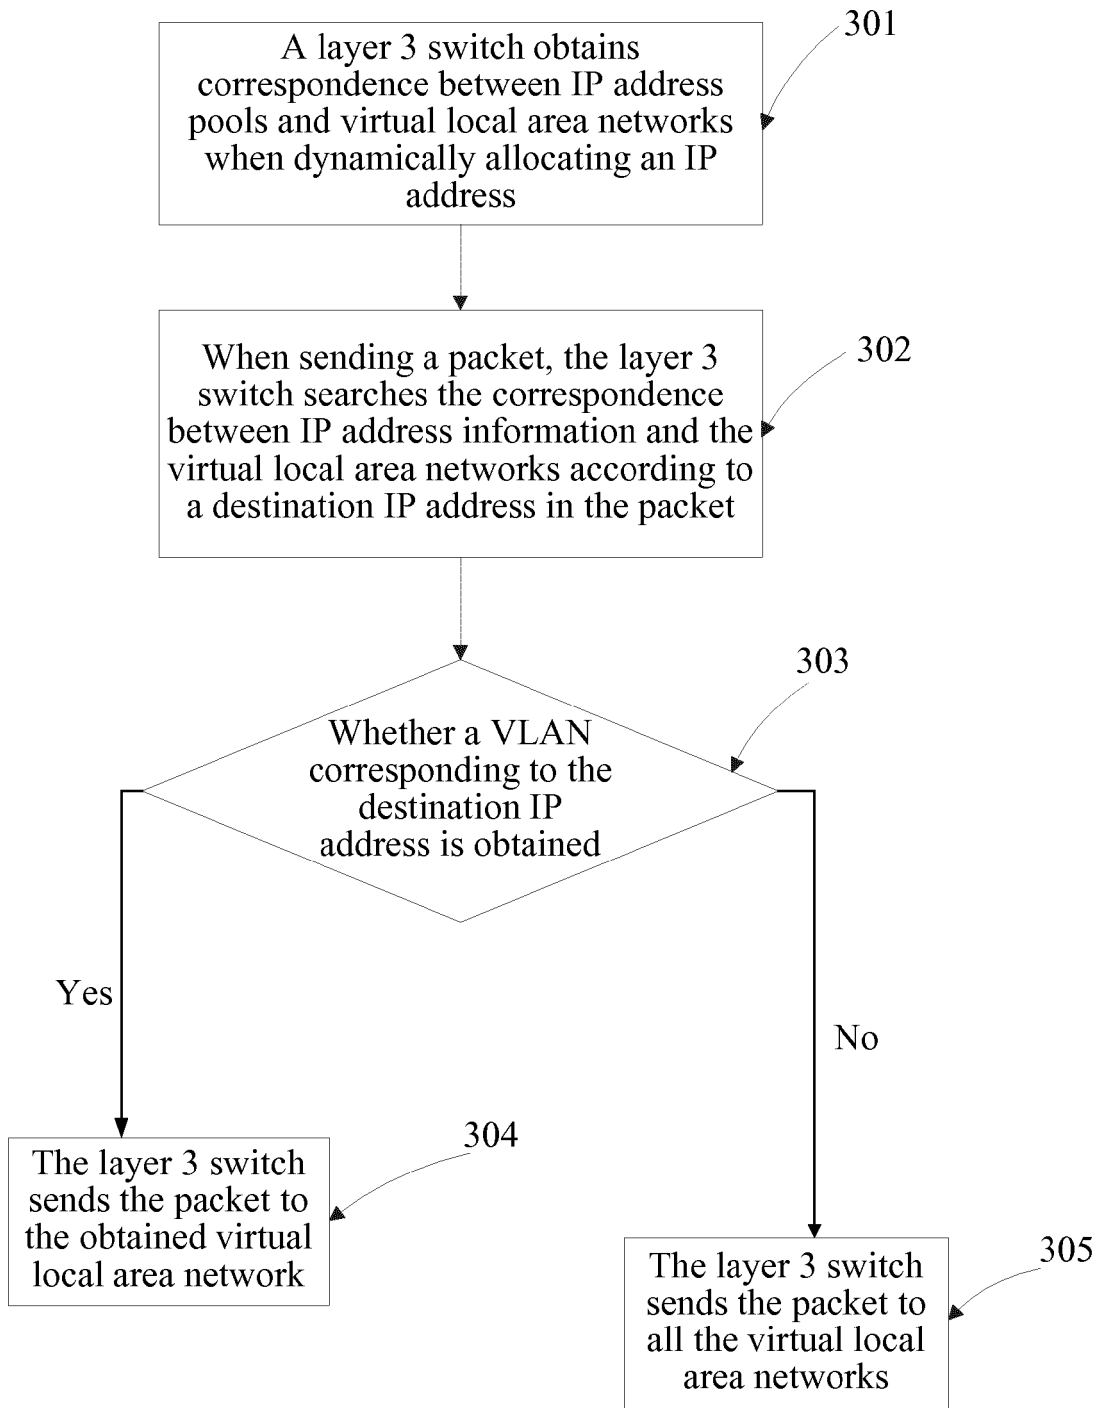 301
A layer 3 switch obtains
correspondence between IP address
pools and virtual local area networks
when dynamically allocating an IP
address
302
When sending a packet, the layer 3
switch searches the correspondence
between IP address information and the
virtual local area networks according to
a destination IP address in the packet
303
Whether a VLAN
corresponding to the
destination IP
address is obtained
Yes
No
304
The layer 3 switch
sends the packet to
the obtained virtual
local area network
305
The layer 3 switch
sends the packet to
all the virtual local
area networks